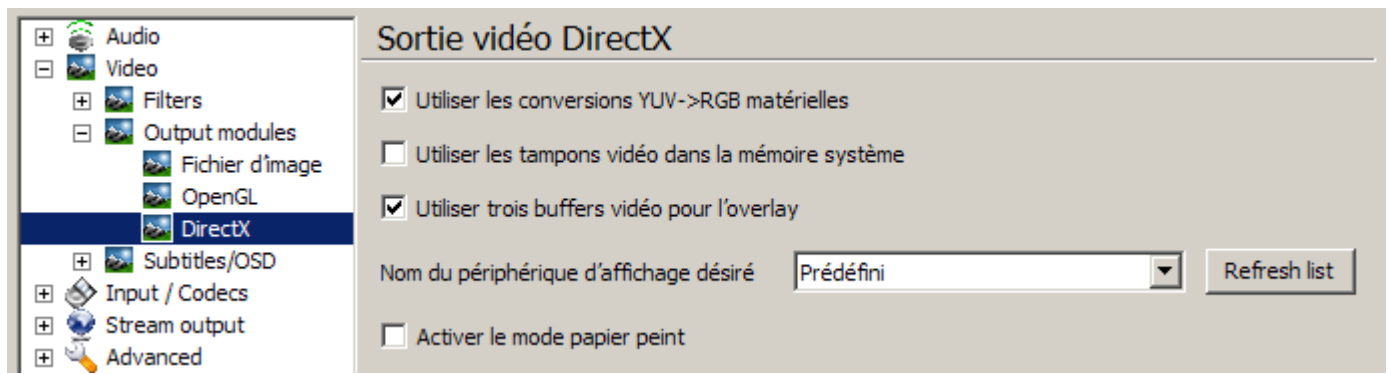 Audio
Video
Filters
Output modules
Fichier d'image
OpenGL
DirectX
Subtitles/OSD
Input / Codecs
Stream output
Advanced
Sortie vidéo DirectX
Utiliser les conversions YUV->RGB matérielles
Utiliser les tampons vidéo dans la mémoire système
Utiliser trois buffers vidéo pour l'overlay
Nom du périphérique d'affichage désiré Prédéfini Refresh list
Activer le mode papier peint